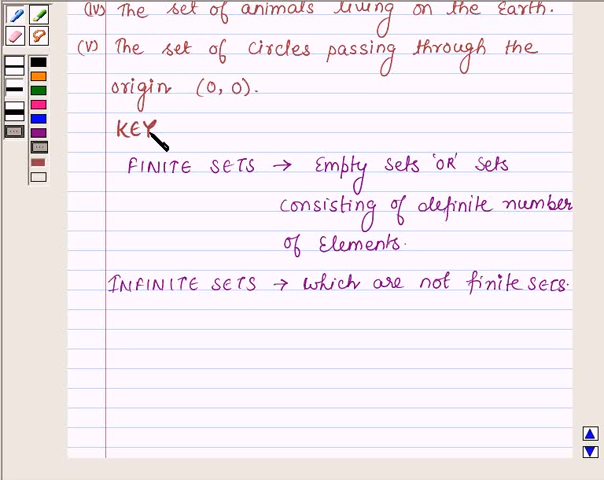 (iv) The set of animals living on the Earth.
(v) The set of Circles passing through the
origin (0, 0).
KEY
FINITE SETS → Empty sets 'OR' sets
consisting of definite number
of Elements.
INFINITE SETS → which are not finite sets.